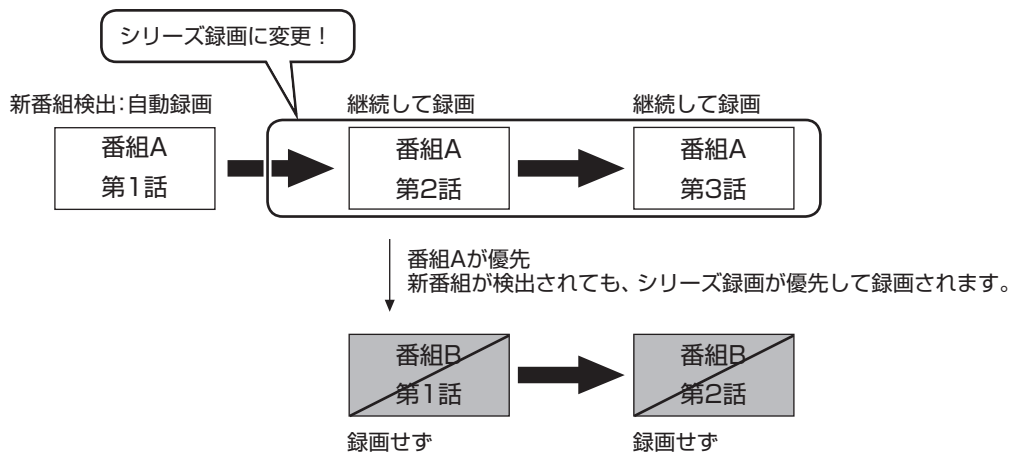 シリーズ録画に変更!
新番組検出:自動録画
継続して録画
継続して録画
番組A
第1話
番組A
第2話
番組A
第3話
番組Aが優先
新番組が検出されても、シリーズ録画が優先して録画されます。
番組B
第1話
番組B
第2話
録画せず
録画せず